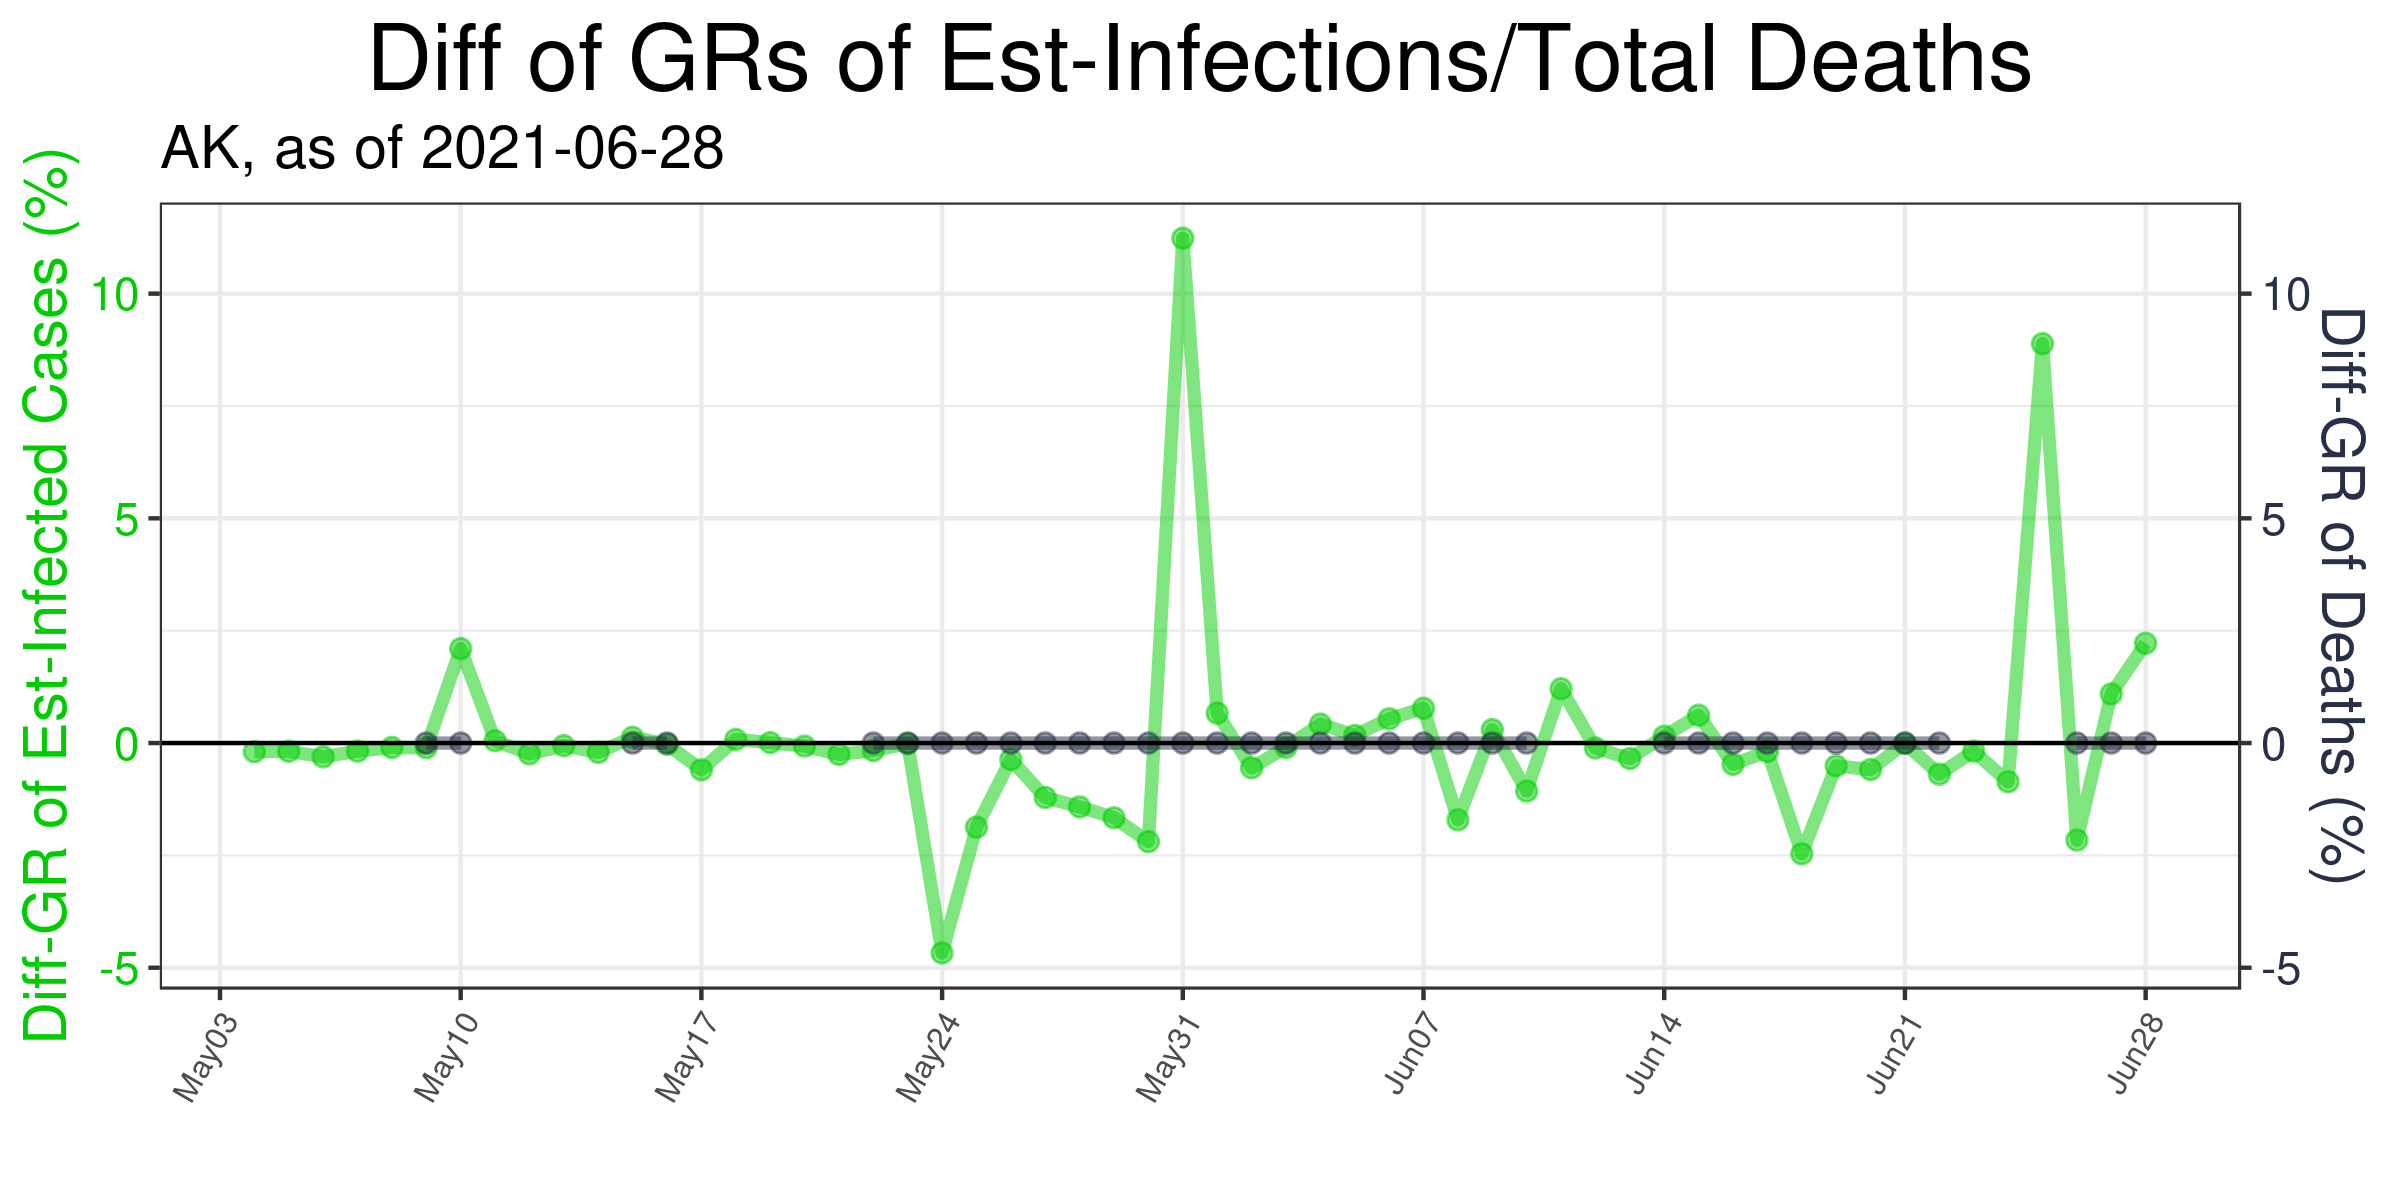 Diff of GRs of Est-Infections/Total Deaths
AK, as of 2021-06-28
Diff-GR of Est-Infected Cases (%)
10
5
0
-5
10
5
0
-5
Diff-GR of Deaths (%)
May03
May10
May17
May24
May31
Jun07
Jun14
Jun21
Jun28